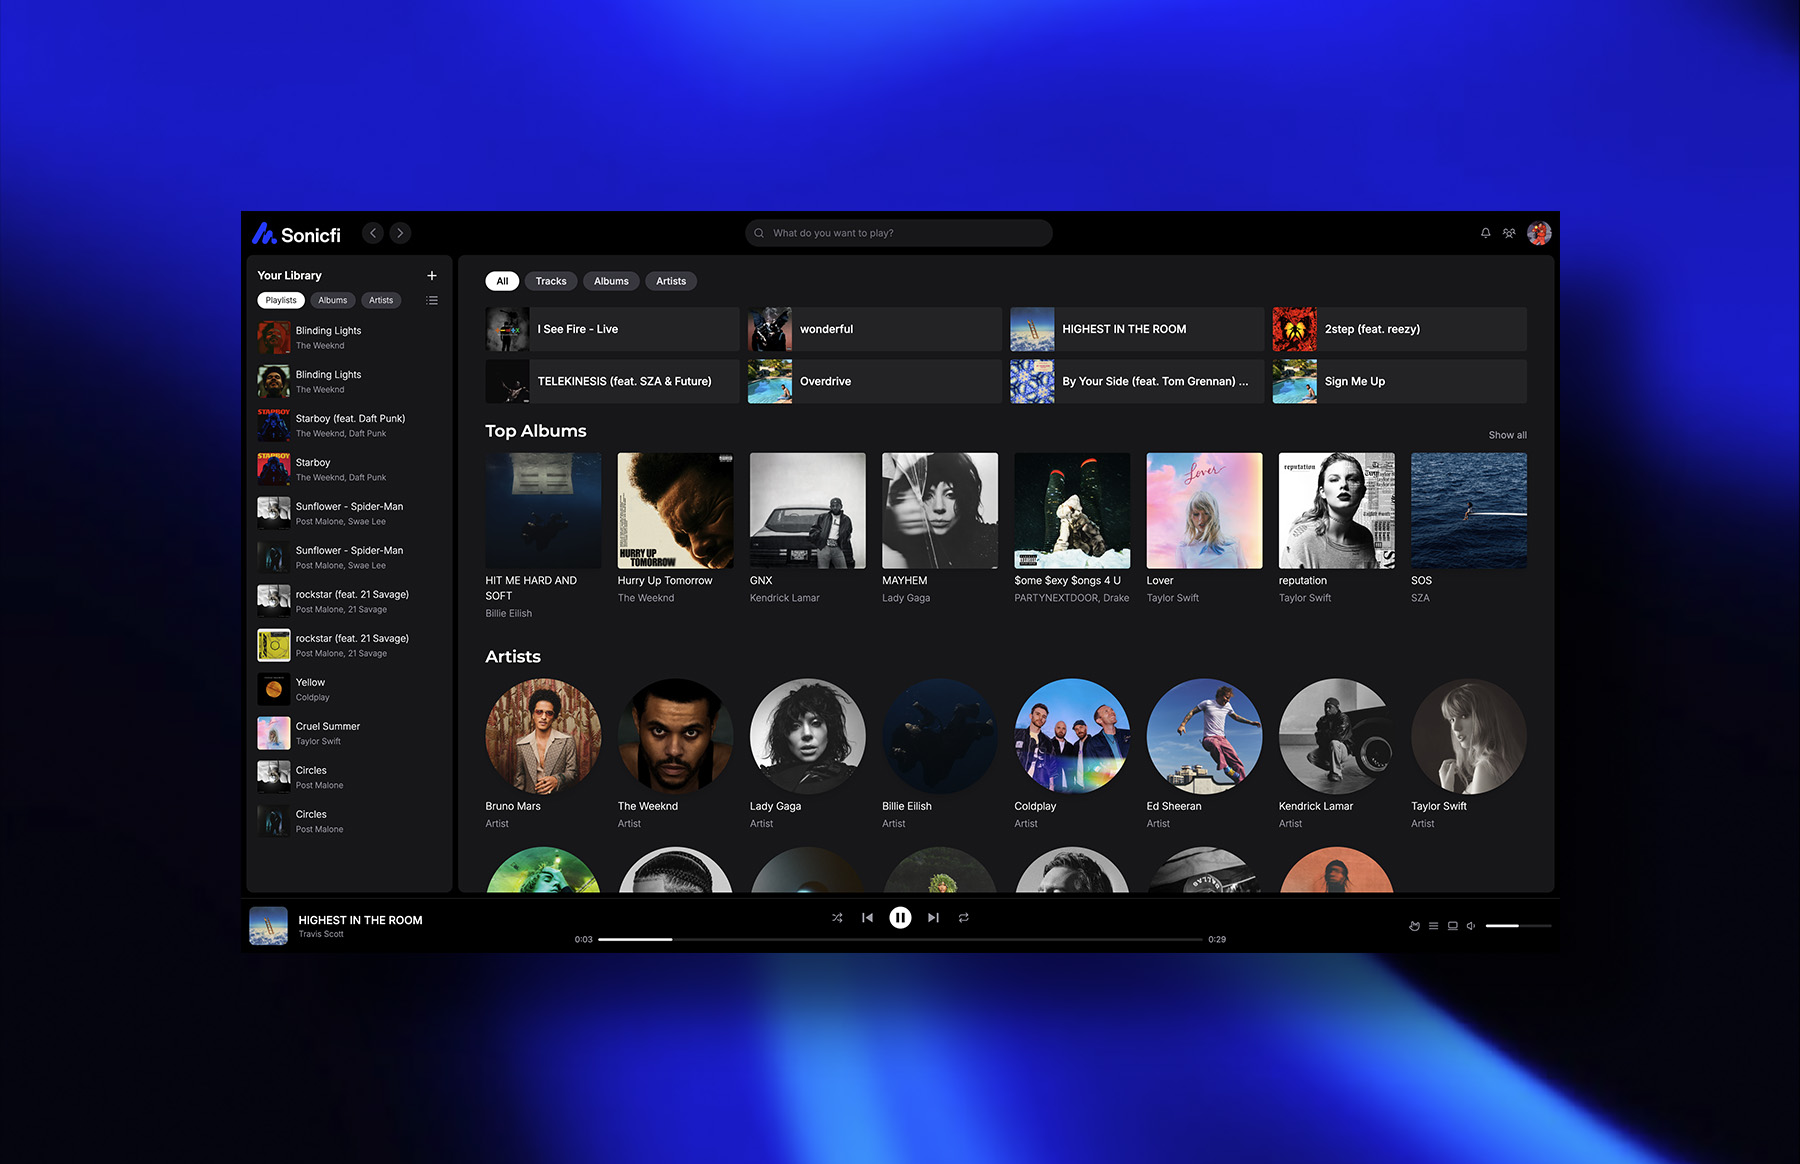 Sonicfi
What do you want to play?
Your Library
Playlists
Albums
Artists
Blinding Lights
The Weeknd
Blinding Lights
The Weeknd
STARBOY
Starboy (feat. Daft Punk)
The Weeknd, Daft Punk
STARBOY
Starboy
The Weeknd, Daft Punk
Sunflower - Spider-Man
Post Malone, Swae Lee
Sunflower - Spider-Man
Post Malone, Swae Lee
rockstar (feat. 21 Savage)
Post Malone, 21 Savage
rockstar (feat. 21 Savage)
Post Malone, 21 Savage
Yellow
Coldplay
Cruel Summer
Taylor Swift
Circles
Post Malone
Circles
Post Malone
All
Tracks
Albums
Artists
I See Fire - Live
wonderful
HIGHEST IN THE ROOM
2step (feat. reezy)
TELEKINESIS (feat. SZA & Future)
Overdrive
By Your Side (feat. Tom Grennan) ...
Sign Me Up
Top Albums
Show all
HURRY UP
TOMORROW
Lover
reputation
HIT ME HARD AND
SOFT
Billie Eilish
Hurry Up Tomorrow
The Weeknd
GNX
Kendrick Lamar
MAYHEM
Lady Gaga
$ome $exy $ongs 4 U
PARTYNEXTDOOR, Drake
Lover
Taylor Swift
reputation
Taylor Swift
SOS
SZA
Artists
Bruno Mars
Artist
The Weeknd
Artist
Lady Gaga
Artist
Billie Eilish
Artist
Coldplay
Artist
Ed Sheeran
Artist
Kendrick Lamar
Artist
Taylor Swift
Artist
HIGHEST IN THE ROOM
Travis Scott
0:03
0:29